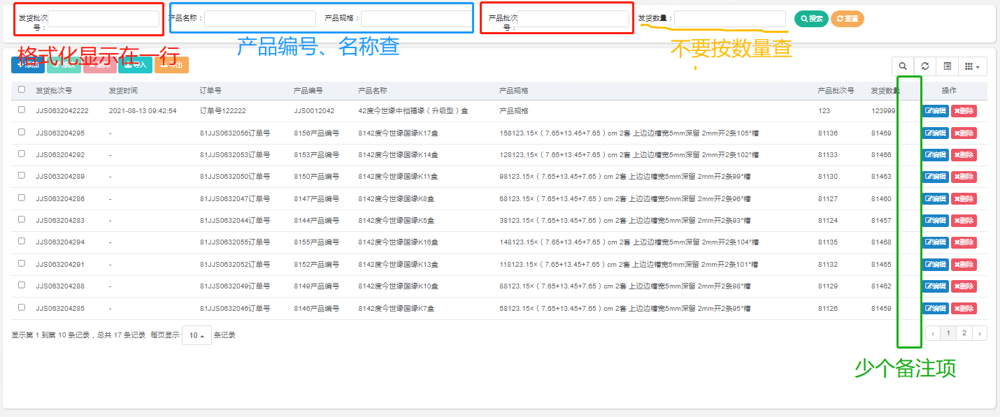 发货批次号： 产品名称： 产品规格： 产品批次号： 发货数量： 搜索 重置
格式化显示在一行 产品编号、名称查 不要按数量查
添加 修改 删除 导入 导出
发货批次号 发货时间 订单号 产品编号 产品名称 产品规格 产品批次号 发货数量 操作
JJS0632042222 2021-08-13 09:42:54 订单号122222 JJS0012042 42度今世缘中档福缘（升级型）盒 产品规格 123 123999 编辑 删除
JJS063204295 - 81JJS0632056订单号 8156产品编号 8142度今世缘国缘K17盒 158123.15×（7.65+13.45+7.65）cm 2套 上边边槽宽5mm深留 2mm开2条105°槽 81136 81469 编辑 删除
JJS063204292 - 81JJS0632053订单号 8153产品编号 8142度今世缘国缘K14盒 128123.15×（7.65+13.45+7.65）cm 2套 上边边槽宽5mm深留 2mm开2条102°槽 81133 81466 编辑 删除
JJS063204289 - 81JJS0632050订单号 8150产品编号 8142度今世缘国缘K11盒 98123.15×（7.65+13.45+7.65）cm 2套 上边边槽宽5mm深留 2mm开2条99°槽 81130 81463 编辑 删除
JJS063204286 - 81JJS0632047订单号 8147产品编号 8142度今世缘国缘K8盒 68123.15×（7.65+13.45+7.65）cm 2套 上边边槽宽5mm深留 2mm开2条96°槽 81127 81460 编辑 删除
JJS063204283 - 81JJS0632044订单号 8144产品编号 8142度今世缘国缘K5盒 38123.15×（7.65+13.45+7.65）cm 2套 上边边槽宽5mm深留 2mm开2条93°槽 81124 81457 编辑 删除
JJS063204294 - 81JJS0632055订单号 8155产品编号 8142度今世缘国缘K16盒 148123.15×（7.65+13.45+7.65）cm 2套 上边边槽宽5mm深留 2mm开2条104°槽 81135 81468 编辑 删除
JJS063204291 - 81JJS0632052订单号 8152产品编号 8142度今世缘国缘K13盒 118123.15×（7.65+13.45+7.65）cm 2套 上边边槽宽5mm深留 2mm开2条101°槽 81132 81465 编辑 删除
JJS063204288 - 81JJS0632049订单号 8149产品编号 8142度今世缘国缘K10盒 88123.15×（7.65+13.45+7.65）cm 2套 上边边槽宽5mm深留 2mm开2条98°槽 81129 81462 编辑 删除
JJS063204285 - 81JJS0632046订单号 8146产品编号 8142度今世缘国缘K7盒 58123.15×（7.65+13.45+7.65）cm 2套 上边边槽宽5mm深留 2mm开2条95°槽 81126 81459 编辑 删除
显示第 1 到第 10 条记录，总共 17 条记录 每页显示 10 条记录 ‹ 1 2 ›
少个备注项